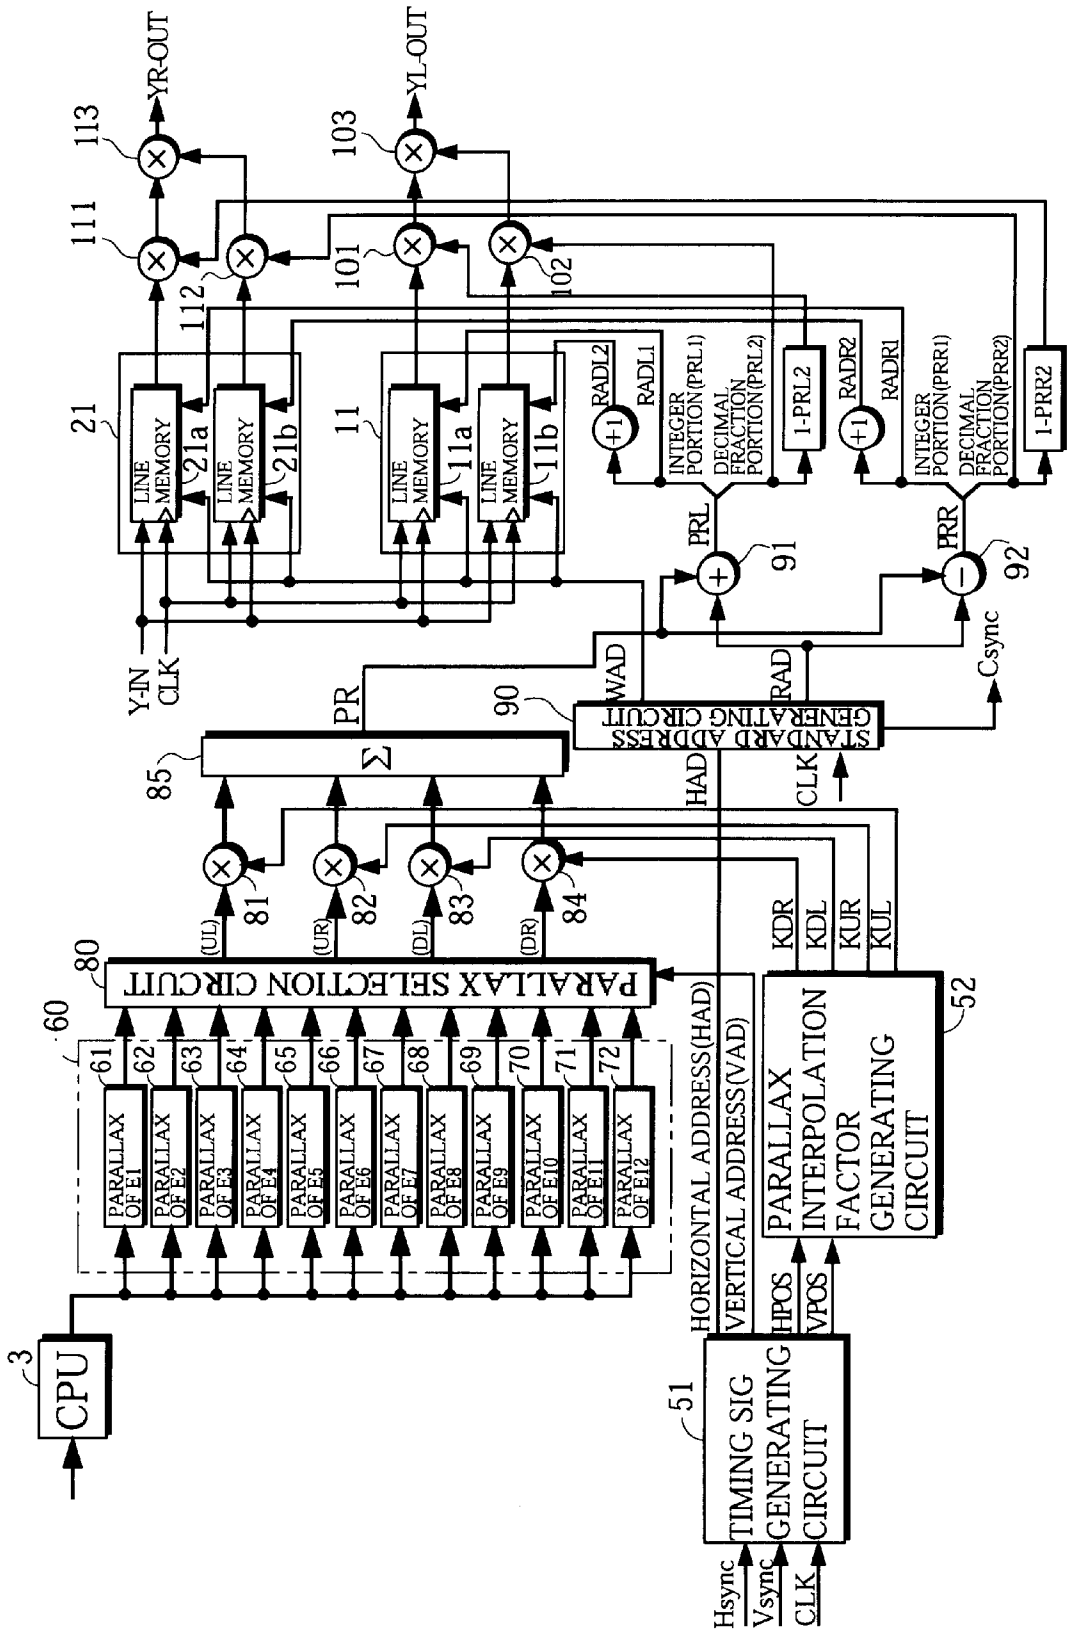 3
CPU
60
61
PARALLAX
OF E1
62
PARALLAX
OF E2
63
PARALLAX
OF E3
64
PARALLAX
OF E4
65
PARALLAX
OF E5
66
PARALLAX
OF E6
67
PARALLAX
OF E7
68
PARALLAX
OF E8
69
PARALLAX
OF E9
70
PARALLAX
OF E10
71
PARALLAX
OF E11
72
PARALLAX
OF E12
80
PARALLAX SELECTION CIRCUIT
(UL)
(UR)
(DL)
(DR)
×
81
×
82
×
83
×
84
85
Σ
PR
Hsync
Vsync
CLK
51
TIMING SIG
GENERATING
CIRCUIT
HORIZONTAL ADDRESS(HAD)
VERTICAL ADDRESS(VAD)
HPOS
VPOS
PARALLAX
INTERPOLATION
FACTOR
GENERATING
CIRCUIT
52
KDR
KDL
KUR
KUL
HAD
CLK
90
STANDARD ADDRESS
GENERATING CIRCUIT
WAD
RAD
Csync
Y-IN
CLK
21
LINE
MEMORY
21a
LINE
MEMORY
21b
11
LINE
MEMORY
11a
LINE
MEMORY
11b
+
91
−
92
PRL
PRR
+1
RADL2
RADL1
INTEGER
PORTION(PRL1)
DECIMAL
FRACTION
PORTION(PRL2)
1-PRL2
+1
RADR2
RADR1
INTEGER
PORTION(PRR1)
DECIMAL
FRACTION
PORTION(PRR2)
1-PRR2
×
111
×
112
×
113
YR-OUT
×
101
×
102
×
103
YL-OUT